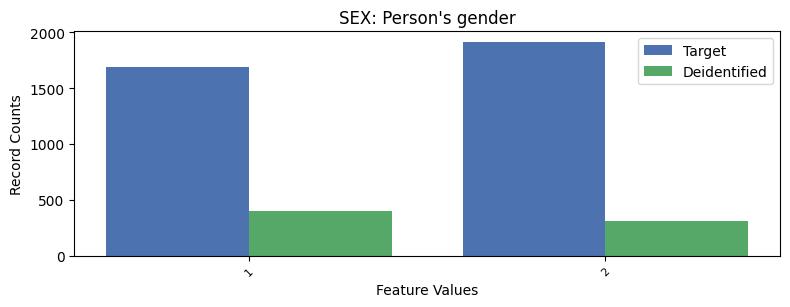 SEX: Person's gender
Target
Deidentified
Record Counts
2000
1500
1000
500
0
1
2
Feature Values